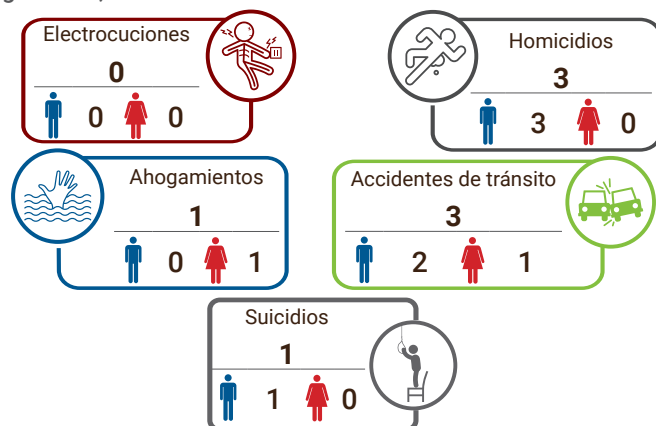 Electrocuciones
0
0 0
Homicidios
3
3 0
Ahogamientos
1
0 1
Accidentes de tránsito
3
2 1
Suicidios
1
1 0